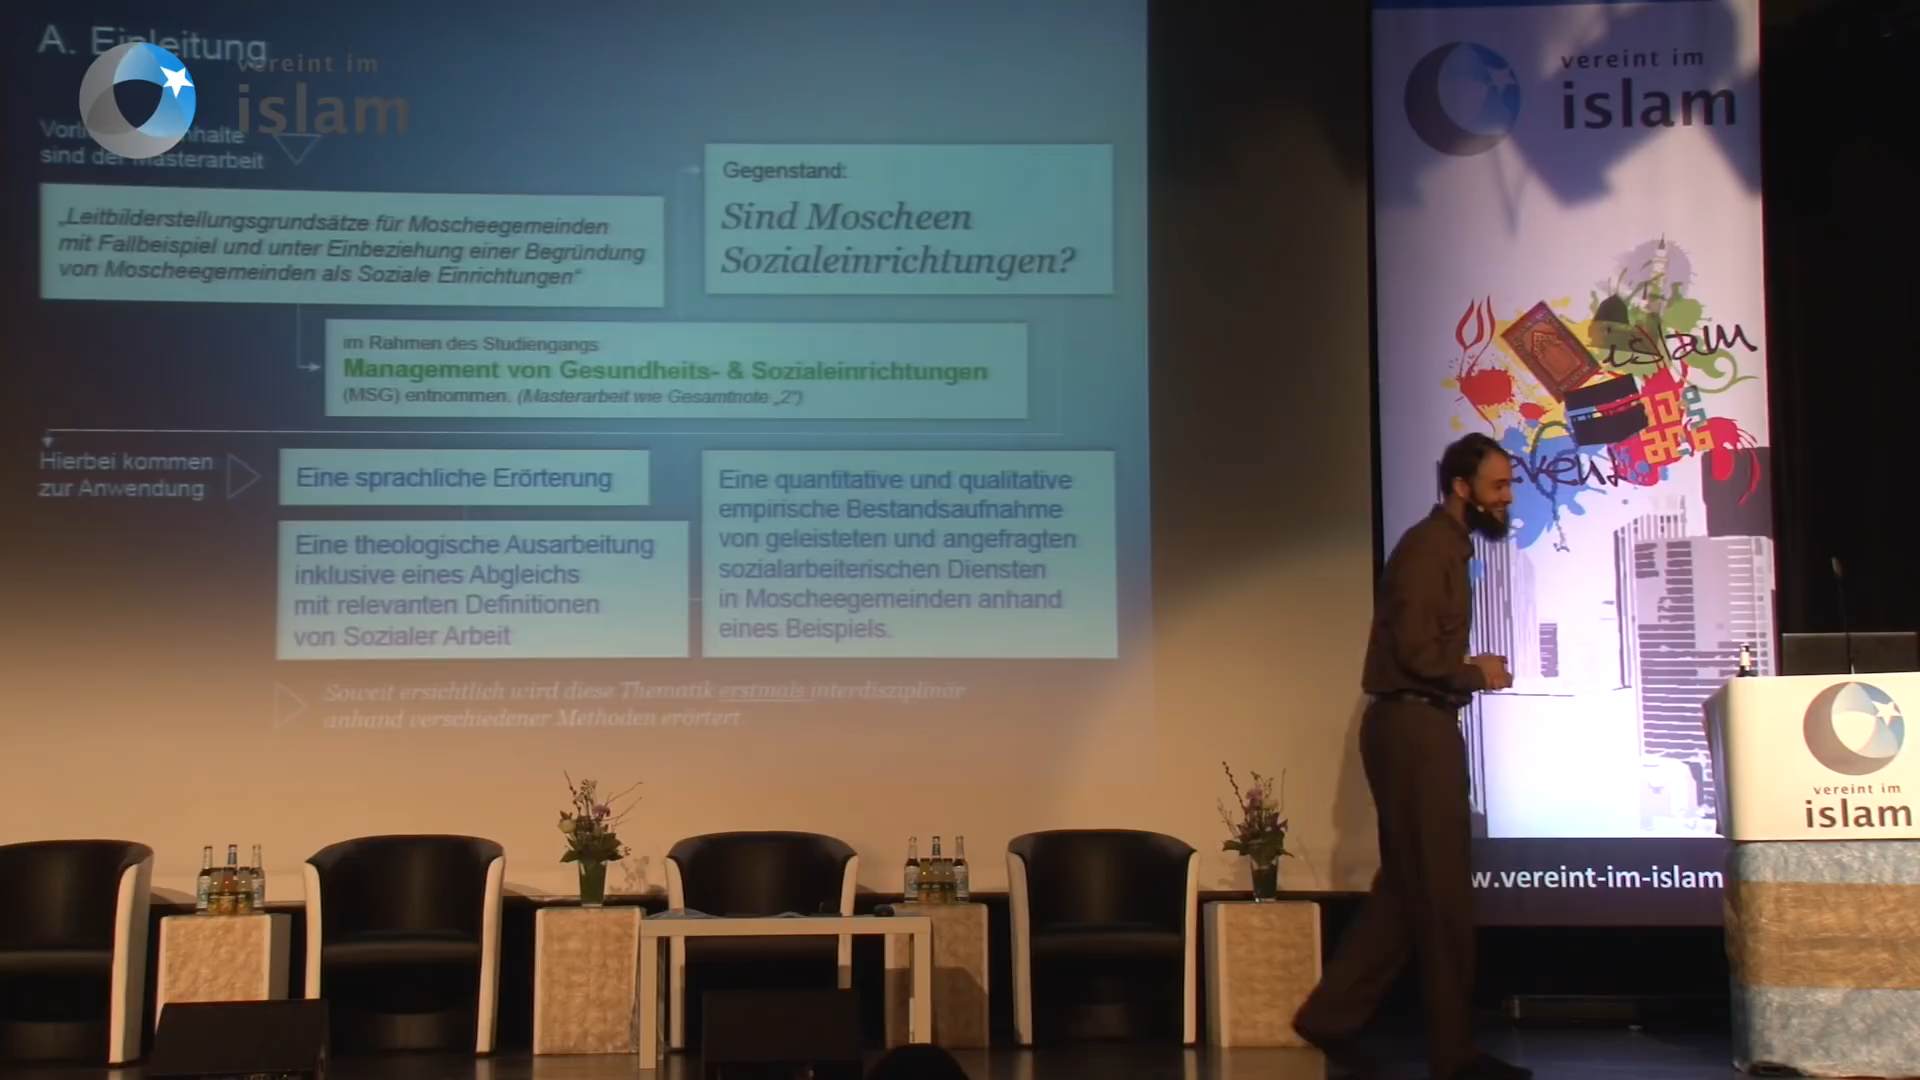 A. Einleitung
vereint im
islam
sind der Masterarbeit
„Leitbilderstellungsgrundsätze für Moscheegemeinden
mit Fallbeispiel und unter Einbeziehung einer Begründung
von Moscheegemeinden als Soziale Einrichtungen“
Gegenstand:
Sind Moscheen
Sozialeinrichtungen?
im Rahmen des Studiengangs
Management von Gesundheits- & Sozialeinrichtungen
(MSG) entnommen. (Masterarbeit wie Gesamtnote „2“)
Hierbei kommen
zur Anwendung
Eine sprachliche Erörterung
Eine theologische Ausarbeitung
inklusive eines Abgleichs
mit relevanten Definitionen
von Sozialer Arbeit
Eine quantitative und qualitative
empirische Bestandsaufnahme
von geleisteten und angefragten
sozialarbeiterischen Diensten
in Moscheegemeinden anhand
eines Beispiels.
Soweit ersichtlich wird diese Thematik erstmals interdisziplinär
anhand verschiedener Methoden erörtert.
vereint im
islam
islam
event
w.vereint-im-islam
vereint im
islam